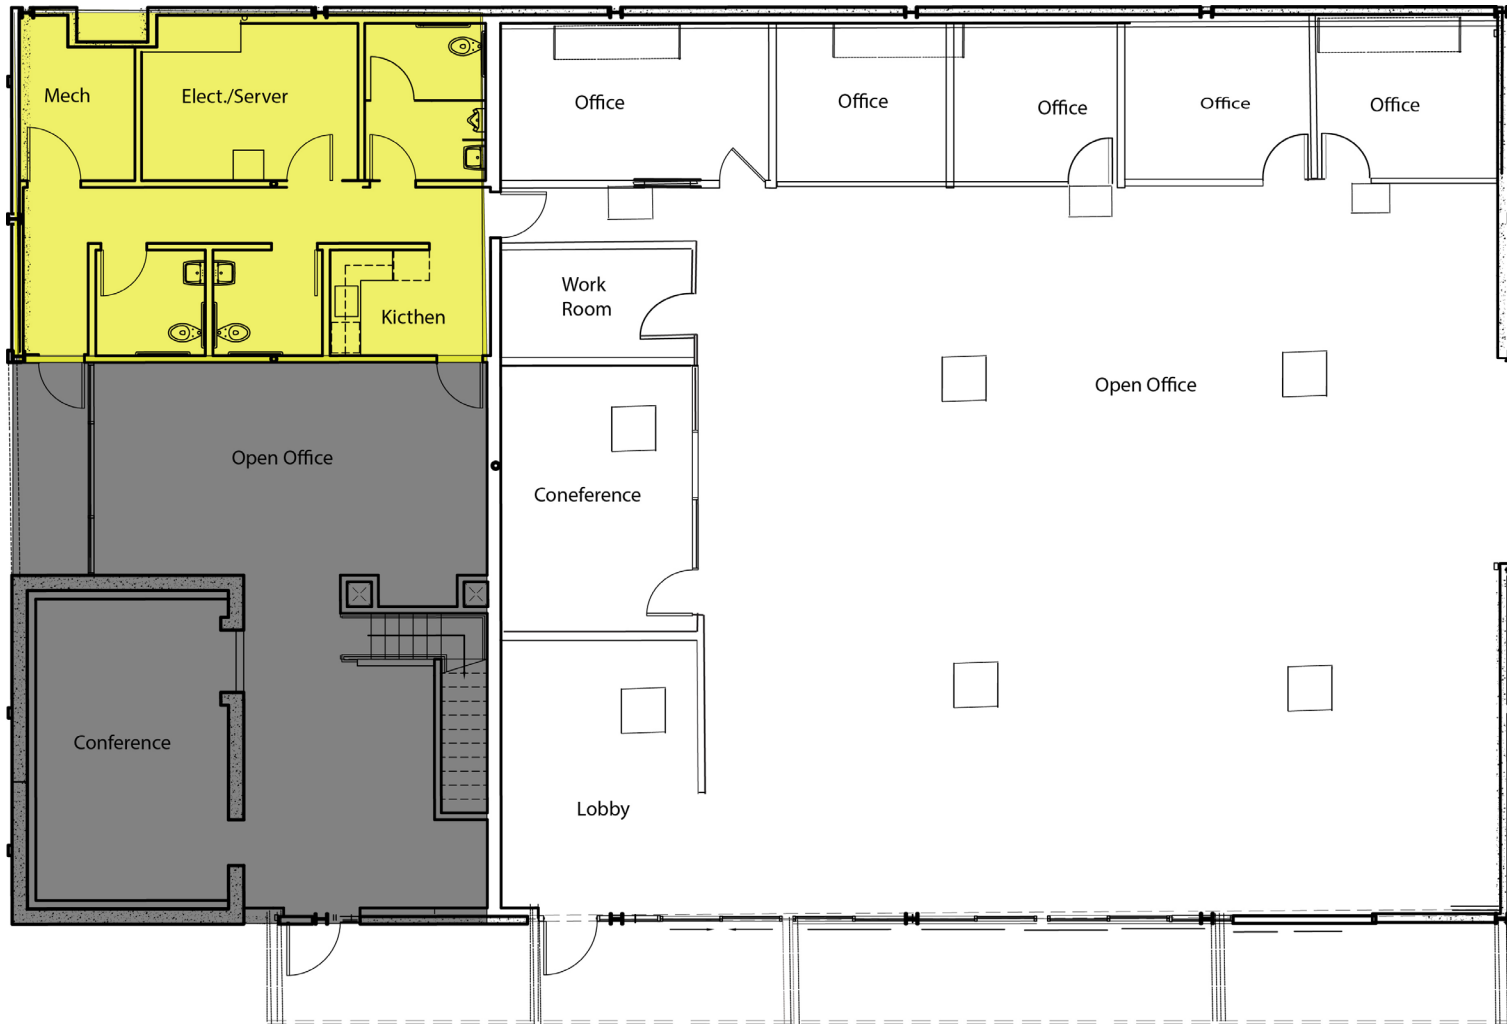 Mech
Elect./Server
Office
Office
Office
Office
Office
Work
Room
Kicthen
Open Office
Open Office
Coneference
Conference
Lobby